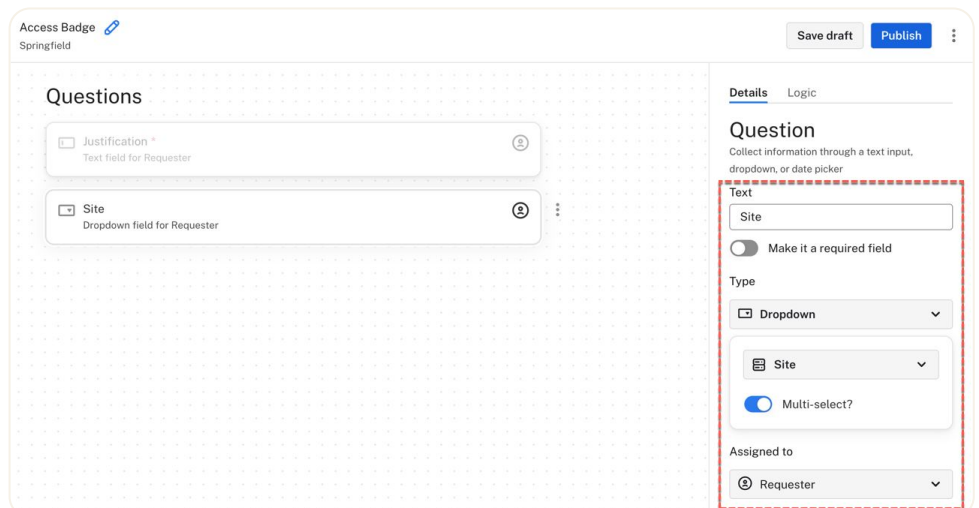 Access Badge
Springfield
Save draft
Publish
Questions
Justification *
Text field for Requester
Site
Dropdown field for Requester
Details
Logic
Question
Collect information through a text input,
dropdown, or date picker
Text
Site
Make it a required field
Type
Dropdown
Site
Multi-select?
Assigned to
Requester